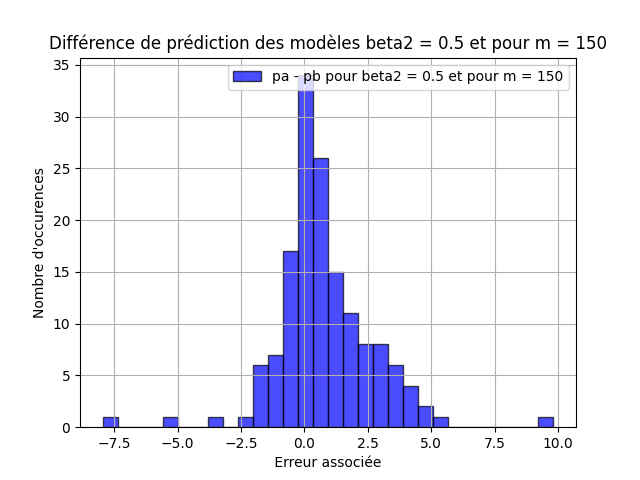 Différence de prédiction des modèles beta2 = 0.5 et pour m = 150
pa - pb pour beta2 = 0.5 et pour m = 150
Nombre d'occurences
35
30
25
20
15
10
5
0
−7.5 −5.0 −2.5 0.0 2.5 5.0 7.5 10.0
Erreur associée